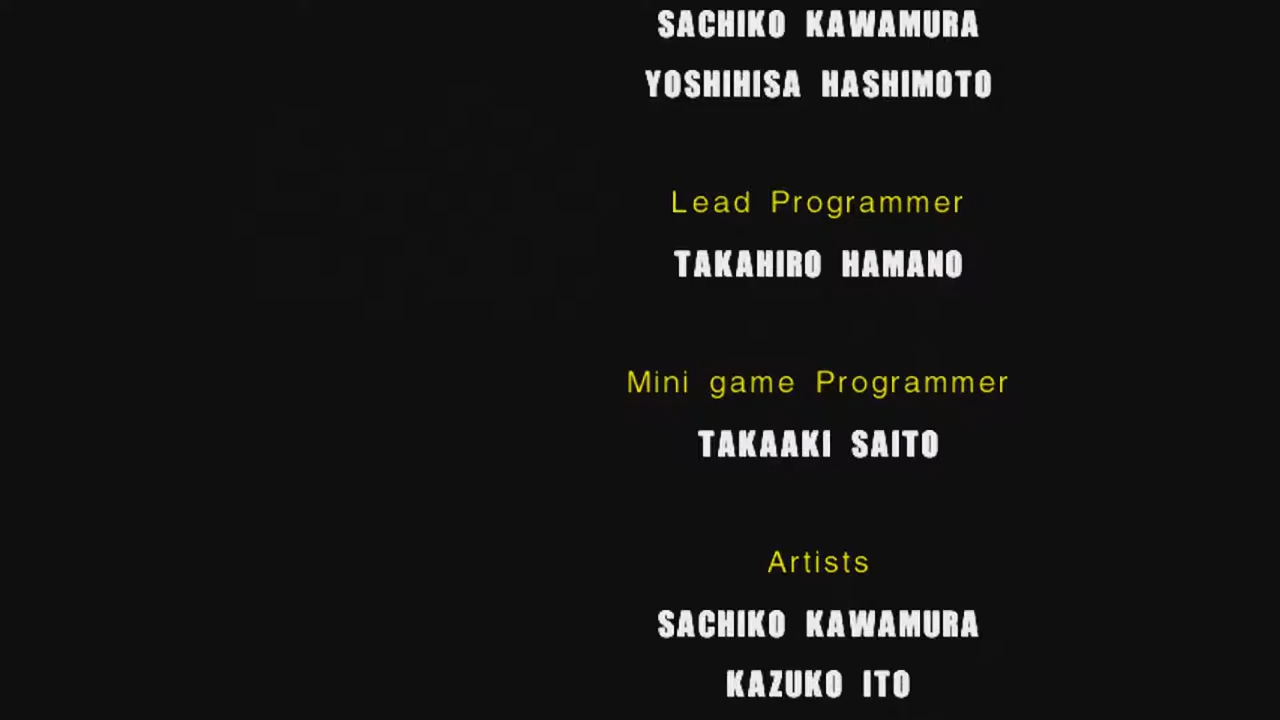 SACHIKO KAWAMURA
YOSHIHISA HASHIMOTO
Lead Programmer
TAKAHIRO HAMANO
Mini game Programmer
TAKAAKI SAITO
Artists
SACHIKO KAWAMURA
KAZUKO ITO